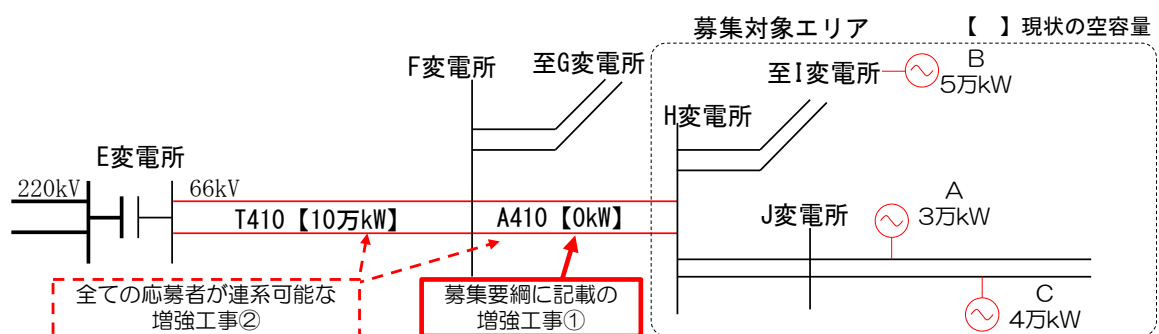 募集対象エリア
【　】現状の空容量
F変電所
至G変電所
至I変電所
B
5万kW
H変電所
E変電所
220kV
66kV
T410【10万kW】
A410【0kW】
J変電所
A
3万kW
全ての応募者が連系可能な
増強工事②
募集要綱に記載の
増強工事①
C
4万kW